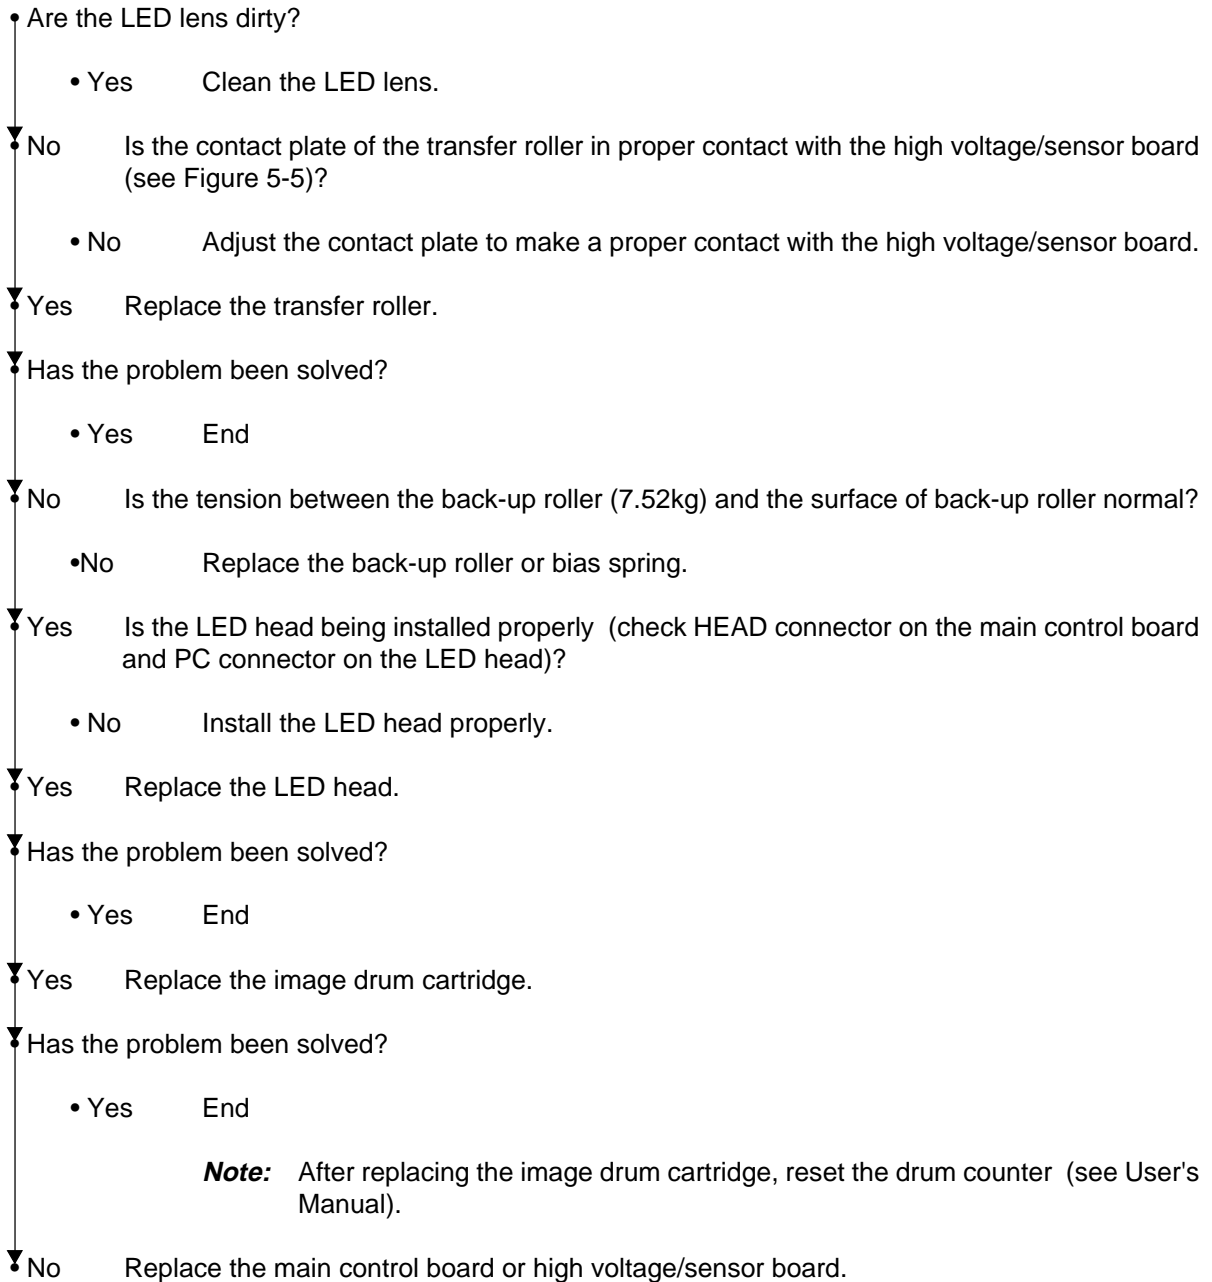 • Are the LED lens dirty?
• Yes Clean the LED lens.
• No Is the contact plate of the transfer roller in proper contact with the high voltage/sensor board
(see Figure 5-5)?
• No Adjust the contact plate to make a proper contact with the high voltage/sensor board.
• Yes Replace the transfer roller.
• Has the problem been solved?
• Yes End
• No Is the tension between the back-up roller (7.52kg) and the surface of back-up roller normal?
•No Replace the back-up roller or bias spring.
• Yes Is the LED head being installed properly (check HEAD connector on the main control board
and PC connector on the LED head)?
• No Install the LED head properly.
• Yes Replace the LED head.
• Has the problem been solved?
• Yes End
• Yes Replace the image drum cartridge.
• Has the problem been solved?
• Yes End
Note: After replacing the image drum cartridge, reset the drum counter (see User's
Manual).
• No Replace the main control board or high voltage/sensor board.